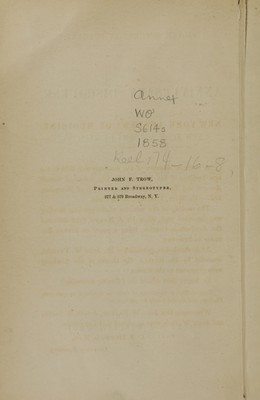 Annex
WO
S614s
1858
JOHN F. TROW,
PRINTER AND STEREOTYPER,
377 & 379 Broadway, N. Y.